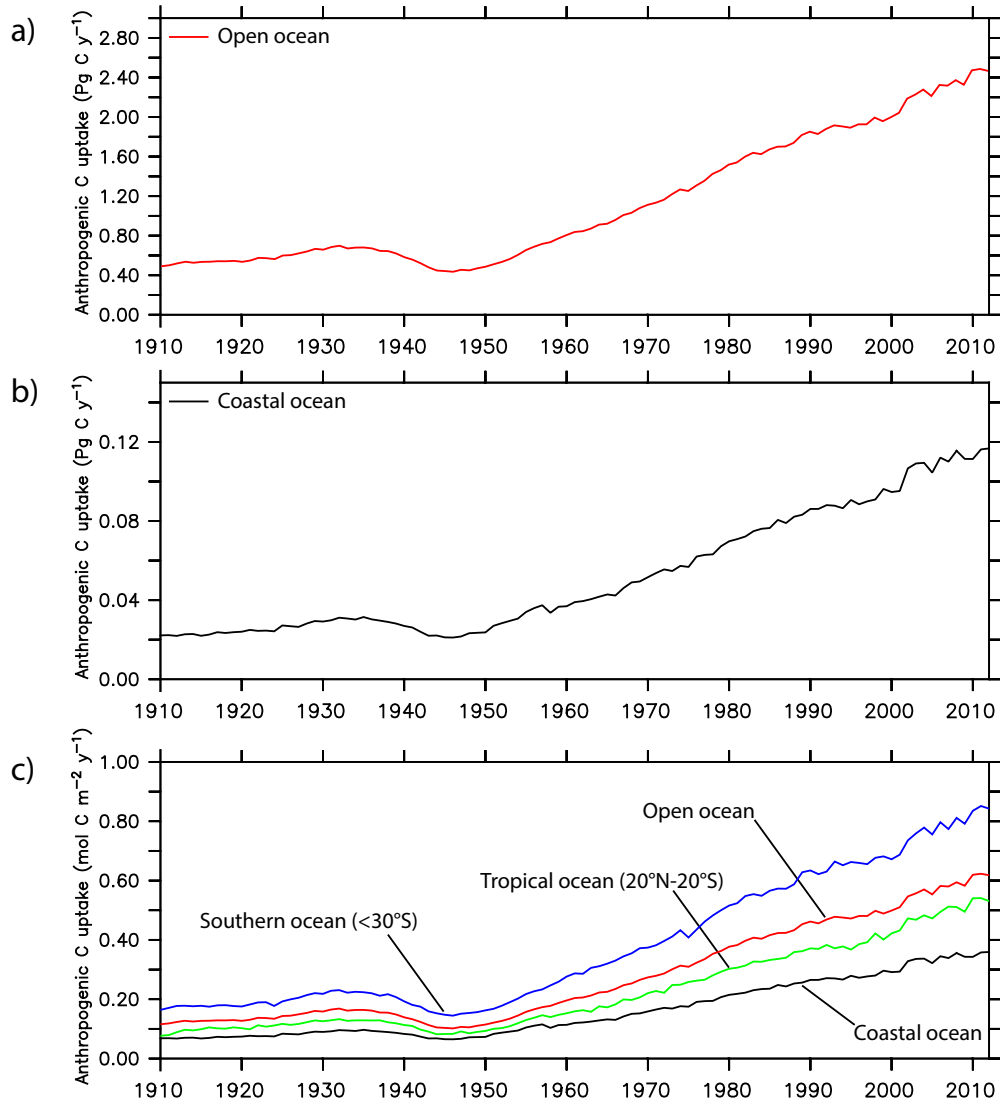 a)
Anthropogenic C uptake (Pg C y⁻¹)
2.80
2.40
2.00
1.60
1.20
0.80
0.40
0.00
Open ocean
1910 1920 1930 1940 1950 1960 1970 1980 1990 2000 2010
b)
Anthropogenic C uptake (Pg C y⁻¹)
0.12
0.08
0.04
0.00
Coastal ocean
1910 1920 1930 1940 1950 1960 1970 1980 1990 2000 2010
c)
Anthropogenic C uptake (mol C m⁻² y⁻¹)
1.00
0.80
0.60
0.40
0.20
0.00
Open ocean
Tropical ocean (20°N-20°S)
Southern ocean (<30°S)
Coastal ocean
1910 1920 1930 1940 1950 1960 1970 1980 1990 2000 2010